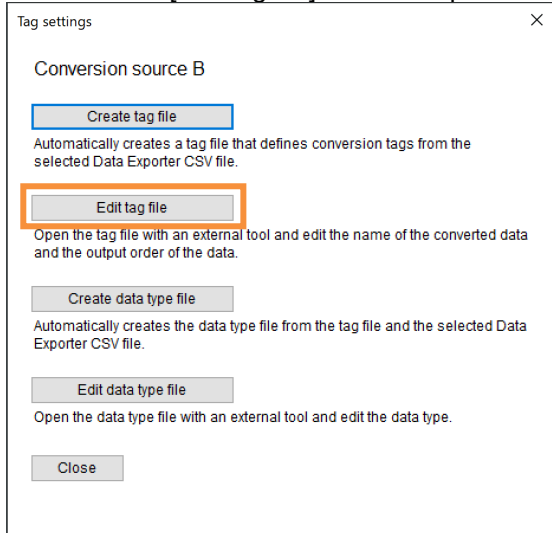 Tag settings
Conversion source B
Create tag file
Automatically creates a tag file that defines conversion tags from the
selected Data Exporter CSV file.
Edit tag file
Open the tag file with an external tool and edit the name of the converted data
and the output order of the data.
Create data type file
Automatically creates the data type file from the tag file and the selected Data
Exporter CSV file.
Edit data type file
Open the data type file with an external tool and edit the data type.
Close